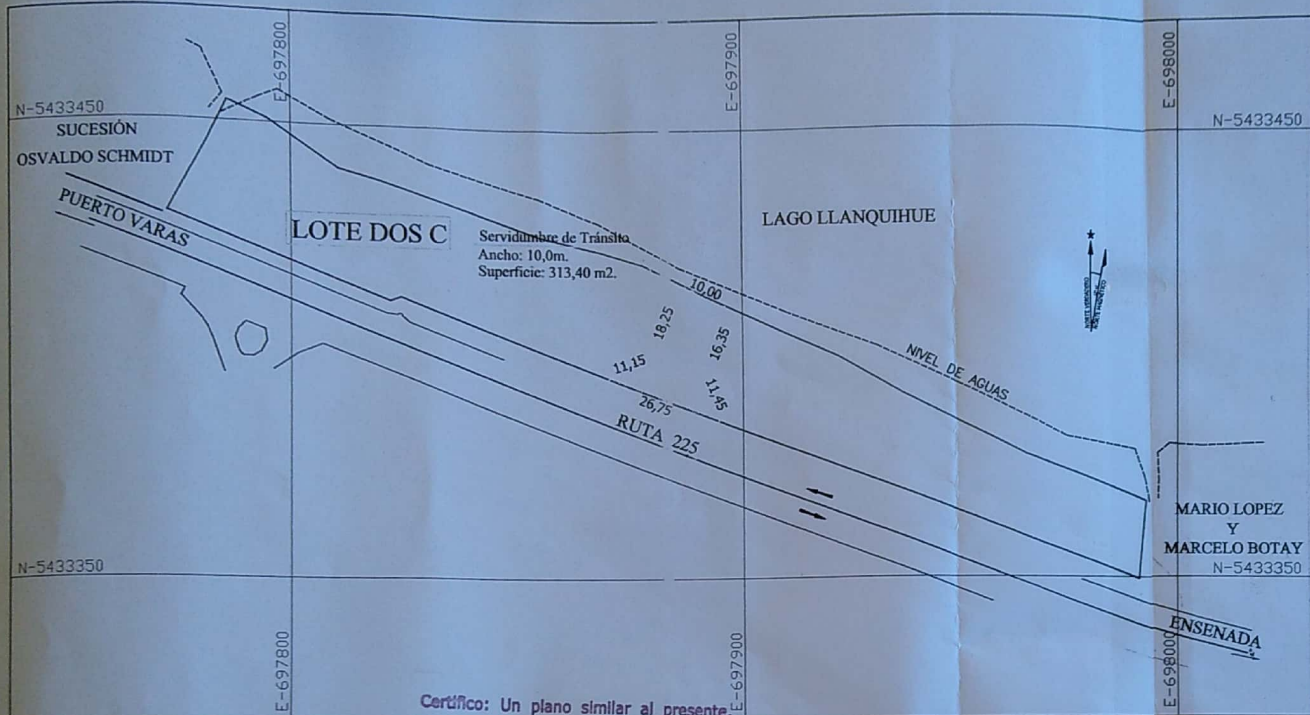 E-697800
E-697900
E-698000
N-5433450
N-5433450
SUCESIÓN
OSVALDO SCHMIDT
PUERTO VARAS
LOTE DOS C
Servidumbre de Tránsito
Ancho: 10,0m.
Superficie: 313,40 m2.
LAGO LLANQUIHUE
10,00
18,25
16,35
11,15
11,45
26,75
NIVEL DE AGUAS
RUTA 225
MARIO LOPEZ
Y
MARCELO BOTAY
N-5433350
N-5433350
ENSENADA
E-697800
E-697900
E-698000
Certifico: Un plano similar al presente,